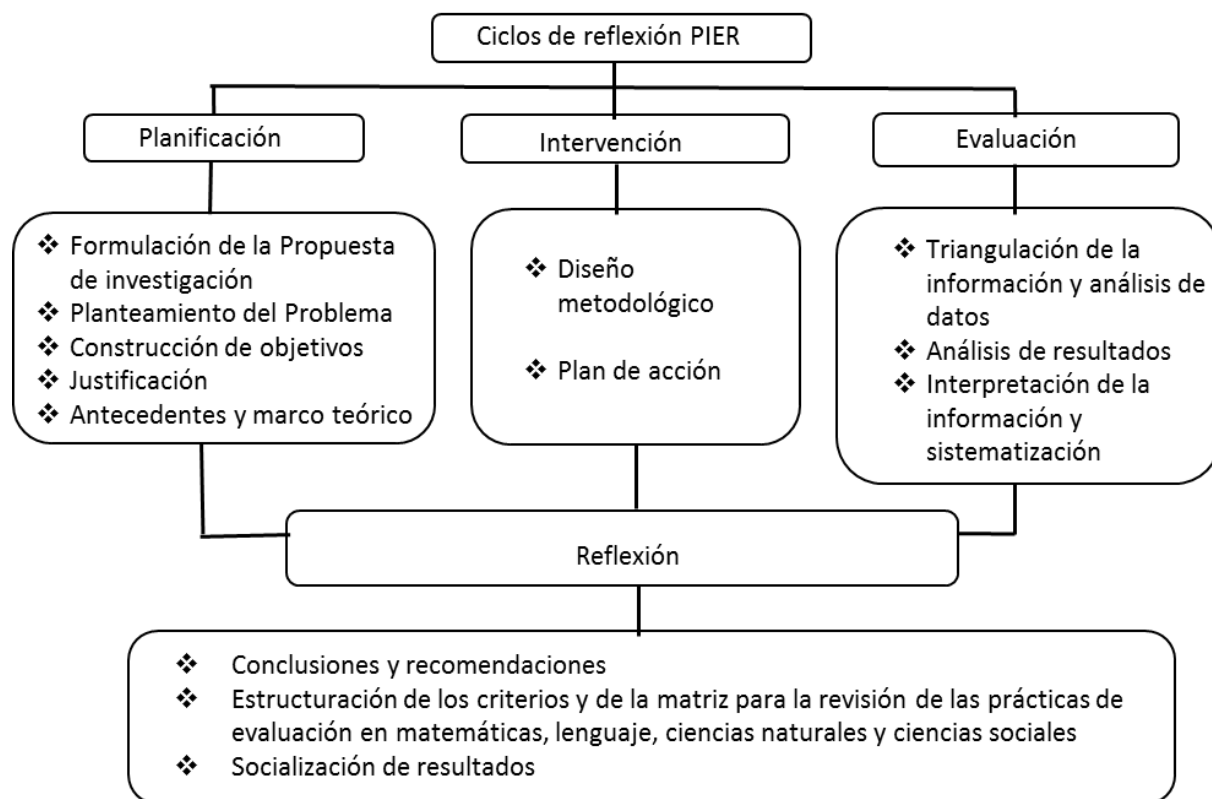 Ciclos de reflexión PIER
Planificación
Intervención
Evaluación
❖ Formulación de la Propuesta
de investigación
❖ Planteamiento del Problema
❖ Construcción de objetivos
❖ Justificación
❖ Antecedentes y marco teórico
❖ Diseño
metodológico
❖ Plan de acción
❖ Triangulación de la
información y análisis de
datos
❖ Análisis de resultados
❖ Interpretación de la
información y
sistematización
Reflexión
❖ Conclusiones y recomendaciones
❖ Estructuración de los criterios y de la matriz para la revisión de las prácticas de
evaluación en matemáticas, lenguaje, ciencias naturales y ciencias sociales
❖ Socialización de resultados